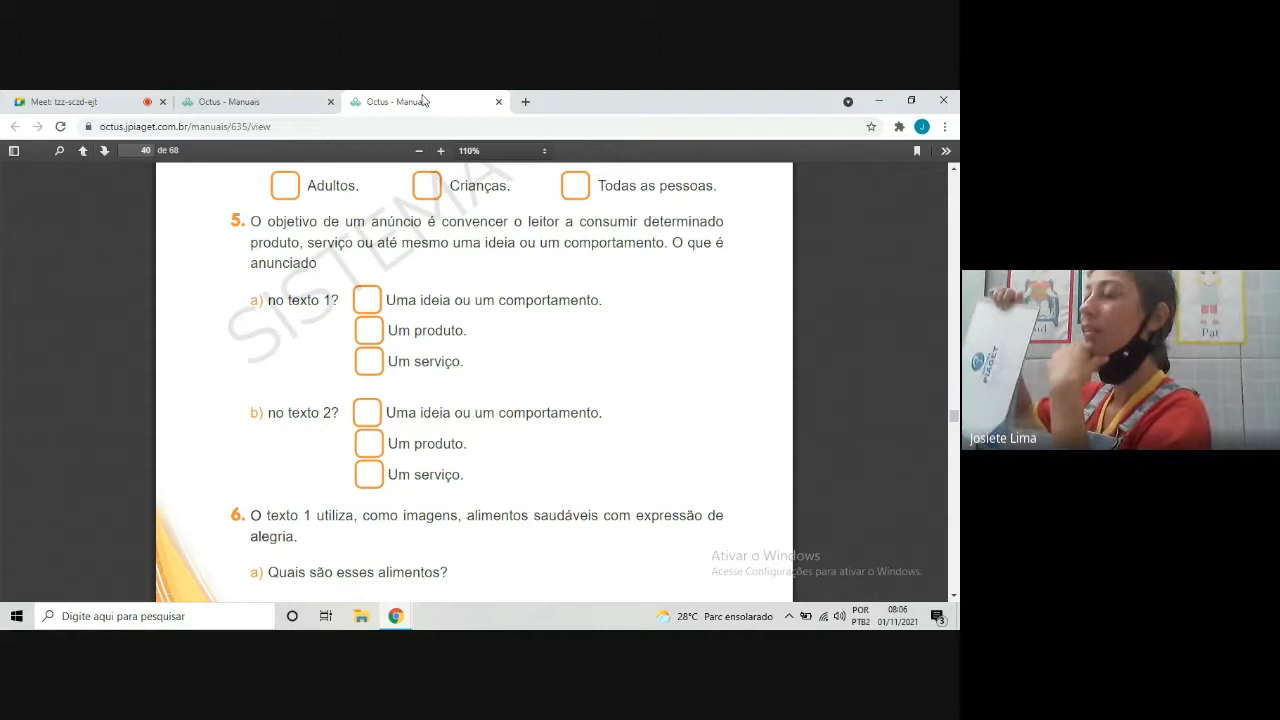 Meet: tzz-sczd-ejt
Octus - Manuais
Octus - Manuais
octus.jpiaget.com.br/manuais/635/view
40 de 68
110%
SISTEMA
Adultos. Crianças. Todas as pessoas.
5. O objetivo de um anúncio é convencer o leitor a consumir determinado
produto, serviço ou até mesmo uma ideia ou um comportamento. O que é
anunciado
a) no texto 1? Uma ideia ou um comportamento.
Um produto.
Um serviço.
b) no texto 2? Uma ideia ou um comportamento.
Um produto.
Um serviço.
6. O texto 1 utiliza, como imagens, alimentos saudáveis com expressão de
alegria.
a) Quais são esses alimentos?
Ativar o Windows
Acesse Configurações para ativar o Windows.
Digite aqui para pesquisar
28°C Parc ensolarado
POR
PTB2
08:06
01/11/2021
3
J
PIAGET
Pat
Josiete Lima